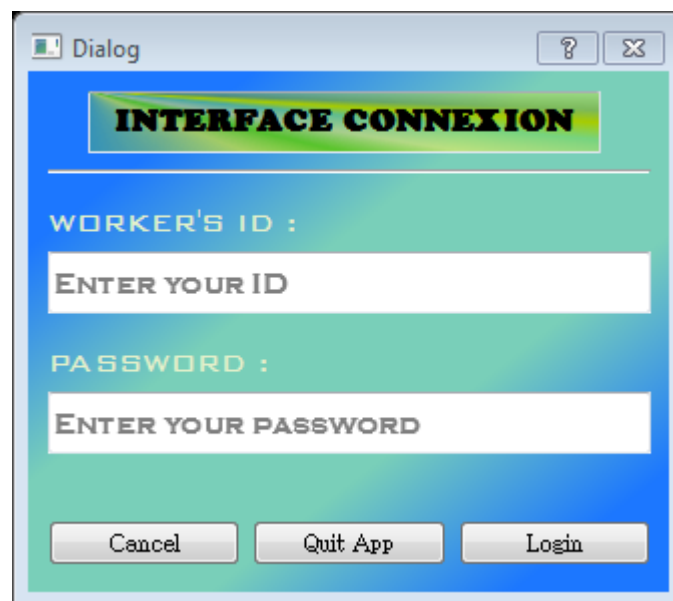 Dialog
INTERFACE CONNEXION
WORKER'S ID :
ENTER YOUR ID
PASSWORD :
ENTER YOUR PASSWORD
Cancel Quit App Login